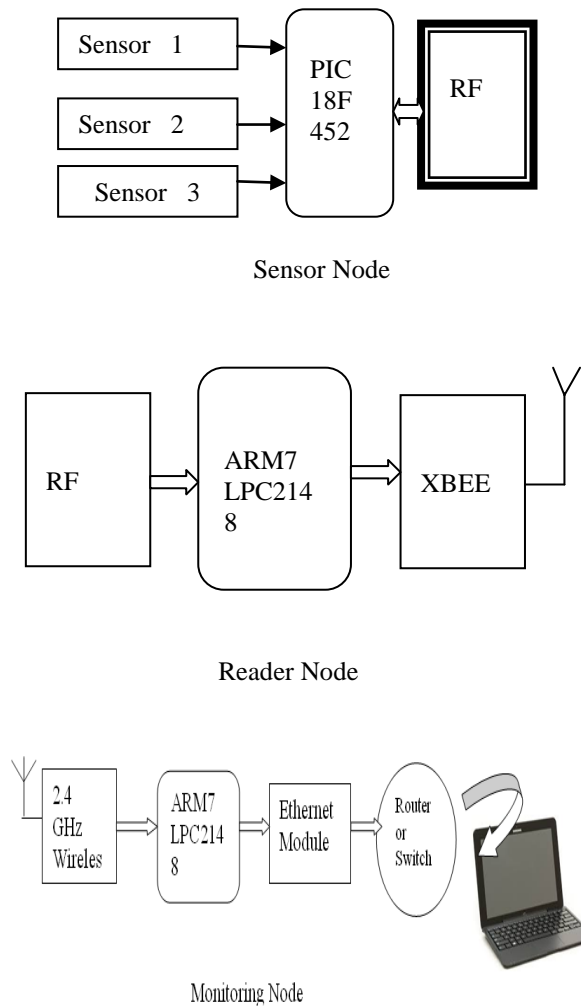 Sensor 1
Sensor 2
Sensor 3
PIC
18F
452
RF
Sensor Node
RF
ARM7
LPC214
8
XBEE
Reader Node
2.4
GHz
Wireles
ARM7
LPC214
8
Ethernet
Module
Router
or
Switch
Monitoring Node